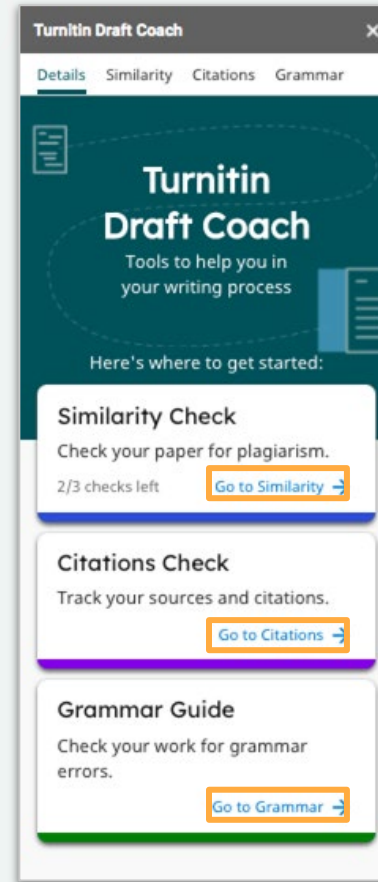 Turnitin Draft Coach ×
Details Similarity Citations Grammar
Turnitin
Draft Coach
Tools to help you in
your writing process
Here's where to get started:
Similarity Check
Check your paper for plagiarism.
2/3 checks left Go to Similarity →
Citations Check
Track your sources and citations.
Go to Citations →
Grammar Guide
Check your work for grammar
errors.
Go to Grammar →